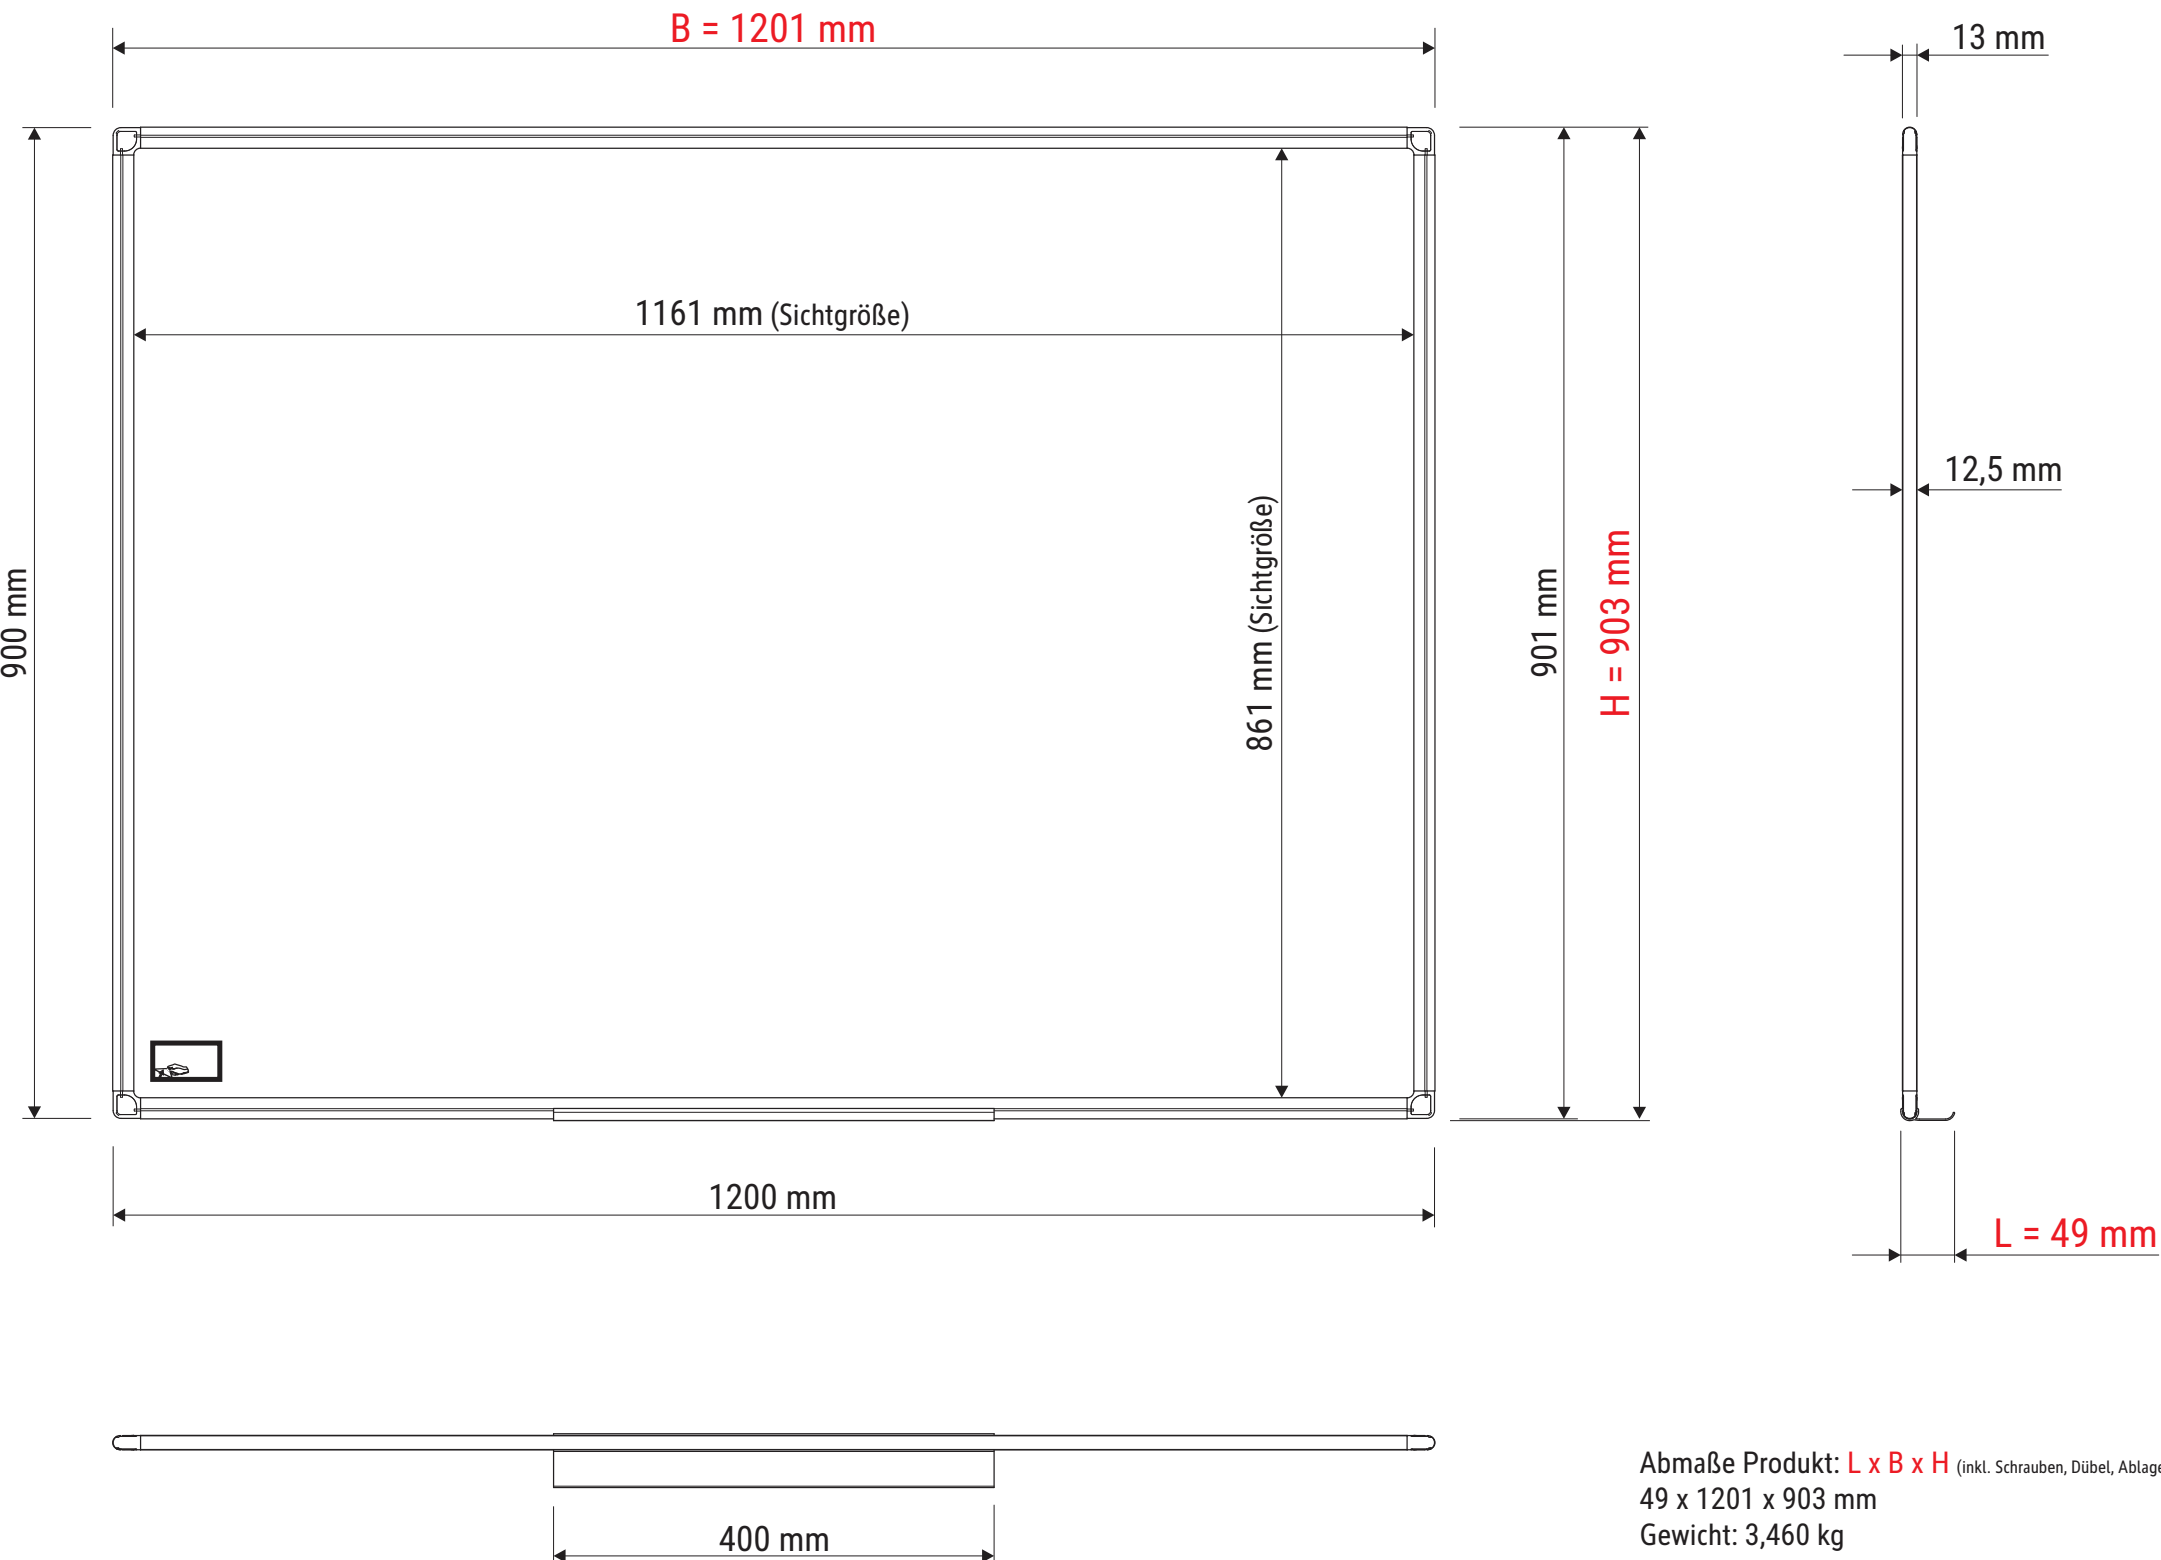 B = 1201 mm
13 mm
1161 mm (Sichtgröße)
12,5 mm
900 mm
861 mm (Sichtgröße)
901 mm
H = 903 mm
1200 mm
L = 49 mm
Abmaße Produkt: L x B x H (inkl. Schrauben, Dübel, Ablage
49 x 1201 x 903 mm
Gewicht: 3,460 kg
400 mm